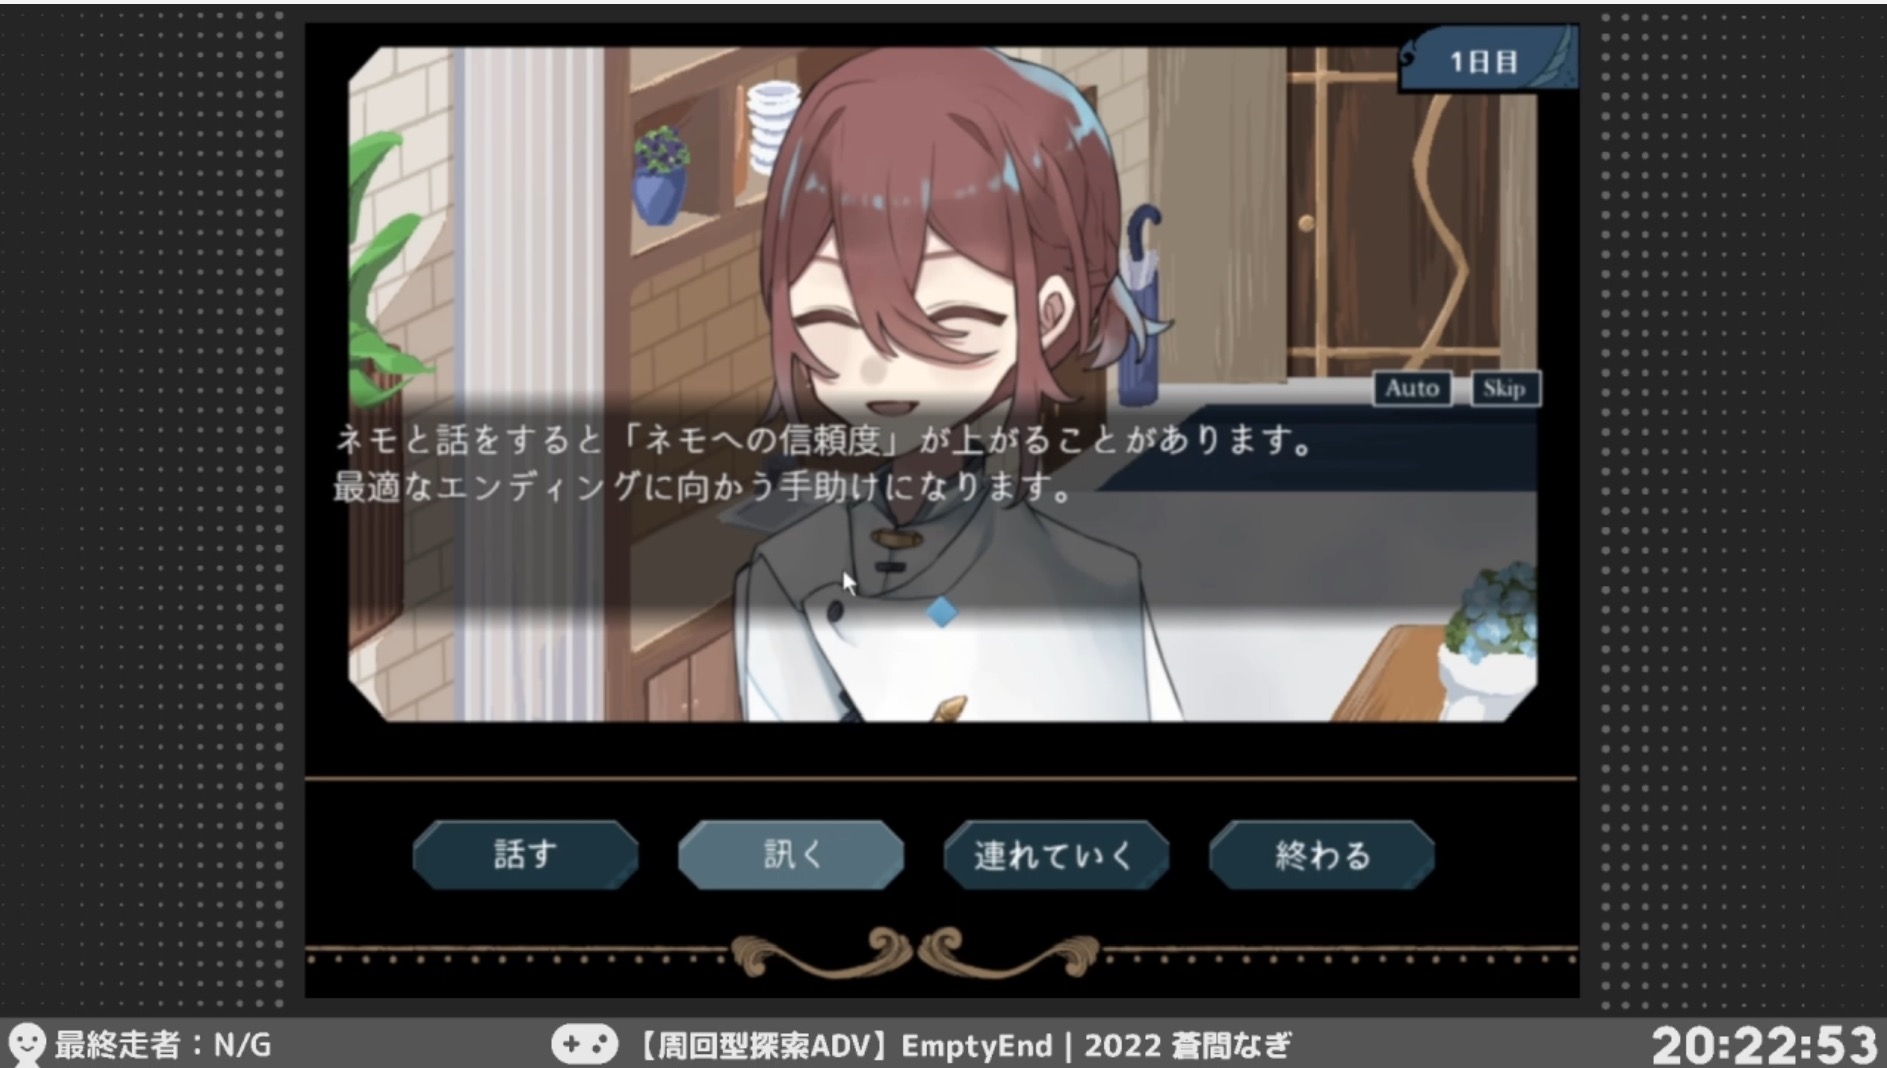 1日目
Auto
Skip
ネモと話をすると「ネモへの信頼度」が上がることがあります。
最適なエンディングに向かう手助けになります。
話す
訊く
連れていく
終わる
最終走者：N/G
【周回型探索ADV】EmptyEnd | 2022 蒼間なぎ
20:22:53